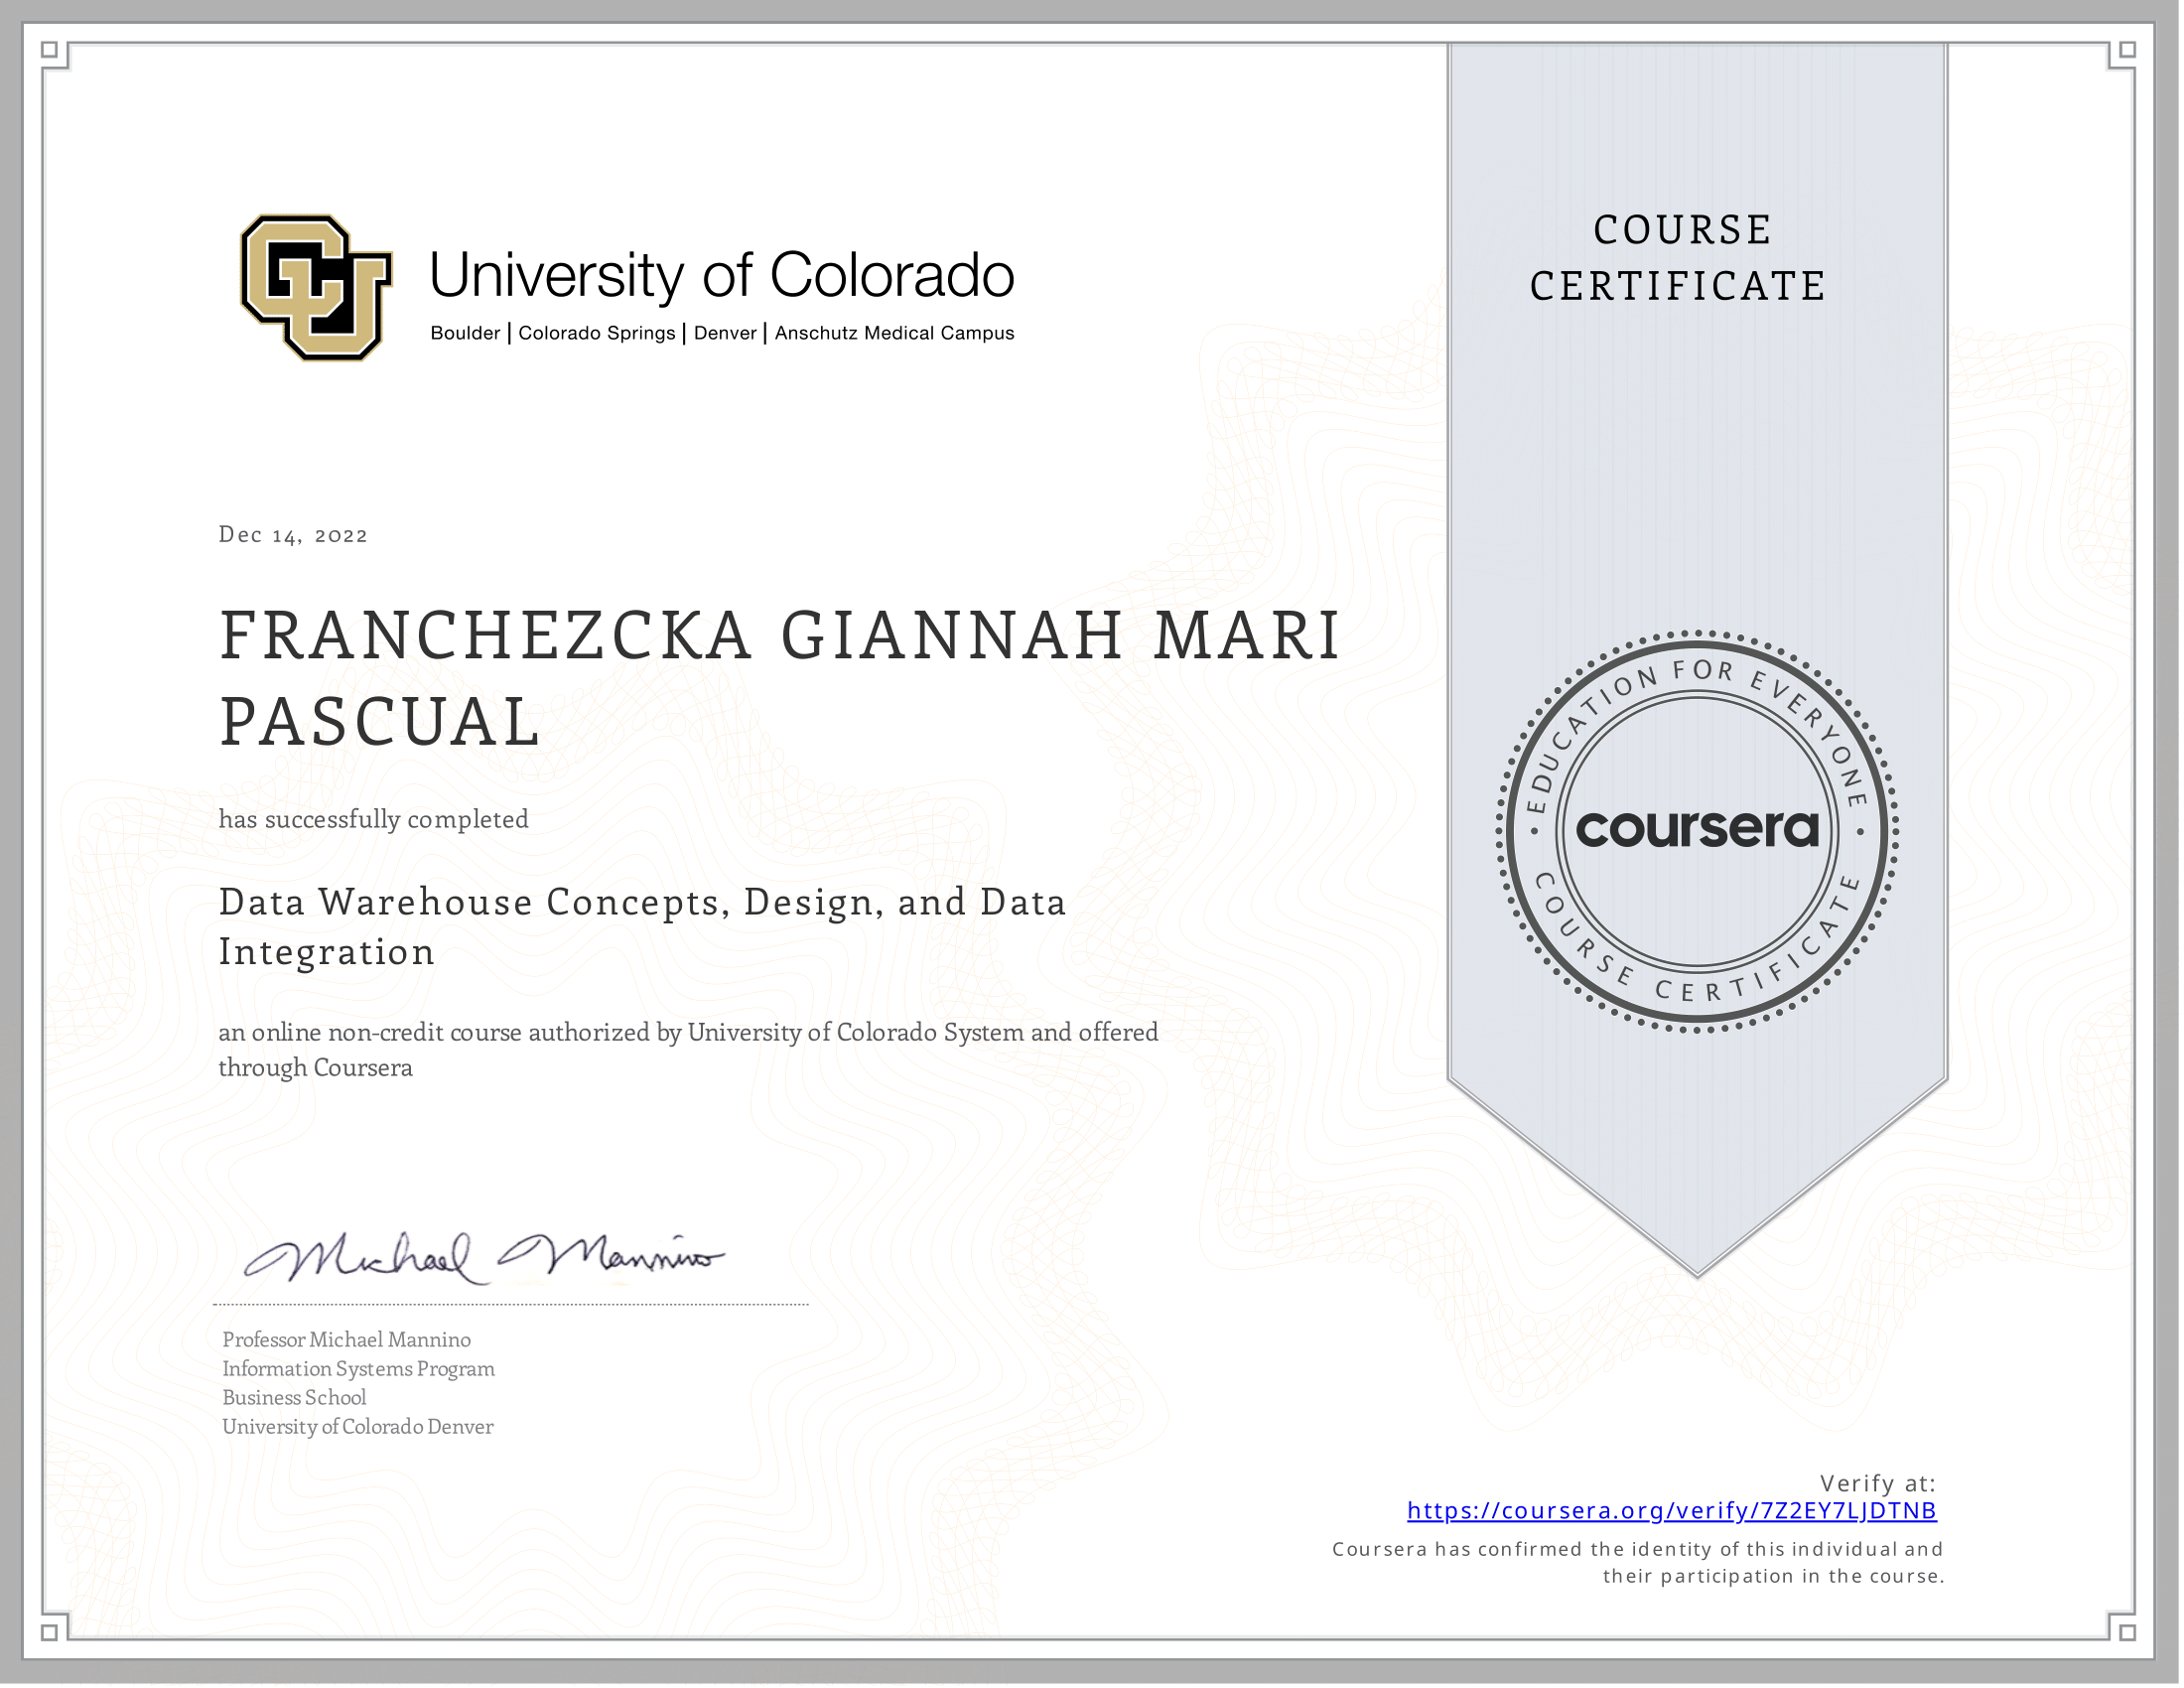 University of Colorado
Boulder | Colorado Springs | Denver | Anschutz Medical Campus
COURSE
CERTIFICATE
Dec 14, 2022
FRANCHEZCKA GIANNAH MARI
PASCUAL
has successfully completed
Data Warehouse Concepts, Design, and Data
Integration
an online non-credit course authorized by University of Colorado System and offered
through Coursera
EDUCATION FOR EVERYONE
coursera
COURSE CERTIFICATE
Michael Mannino
Professor Michael Mannino
Information Systems Program
Business School
University of Colorado Denver
Verify at:
https://coursera.org/verify/7Z2EY7LJDTNB
Coursera has confirmed the identity of this individual and
their participation in the course.